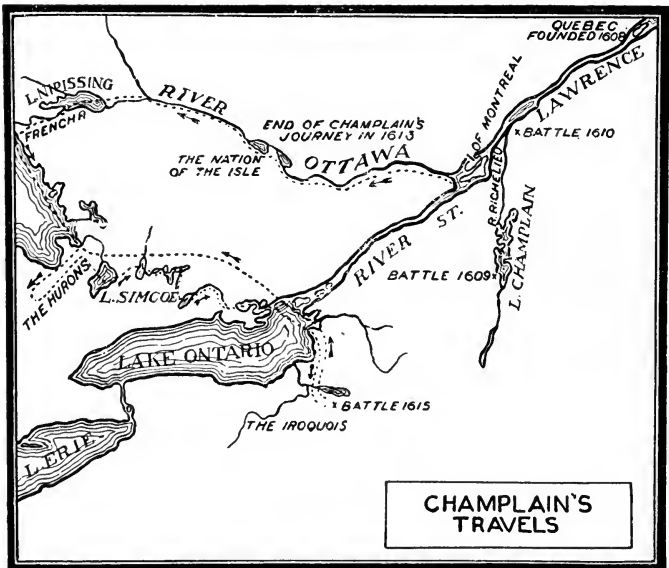 QUEBEC
FOUNDED 1608
LAWRENCE
I. OF MONTREAL
× BATTLE 1610
L. NIPISSING
FRENCH R
RIVER
END OF CHAMPLAIN'S
JOURNEY IN 1613
THE NATION
OF THE ISLE
OTTAWA
R. RICHELIEU
RIVER ST.
BATTLE 1609 ×
L. CHAMPLAIN
THE HURONS
L. SIMCOE
LAKE ONTARIO
× BATTLE 1615
THE IROQUOIS
L. ERIE
CHAMPLAIN'S
TRAVELS